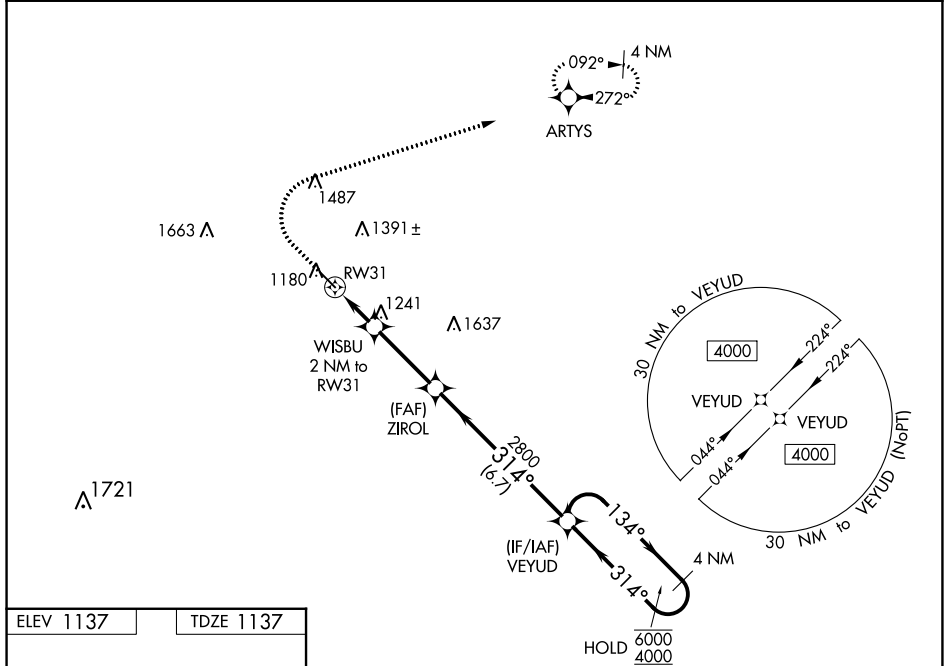 092°
4 NM
272°
ARTYS
1487
1663
1391 ±
1180
RW31
1241
WISBU
2 NM to
RW31
1637
(FAF)
ZIROL
2800
314°
(6.7)
1721
(IF/IAF)
VEYUD
134°
314°
4 NM
HOLD
6000
4000
30 NM to VEYUD
4000
224°
224°
VEYUD
VEYUD
044°
044°
4000
30 NM to VEYUD (NoPT)
ELEV 1137
TDZE 1137